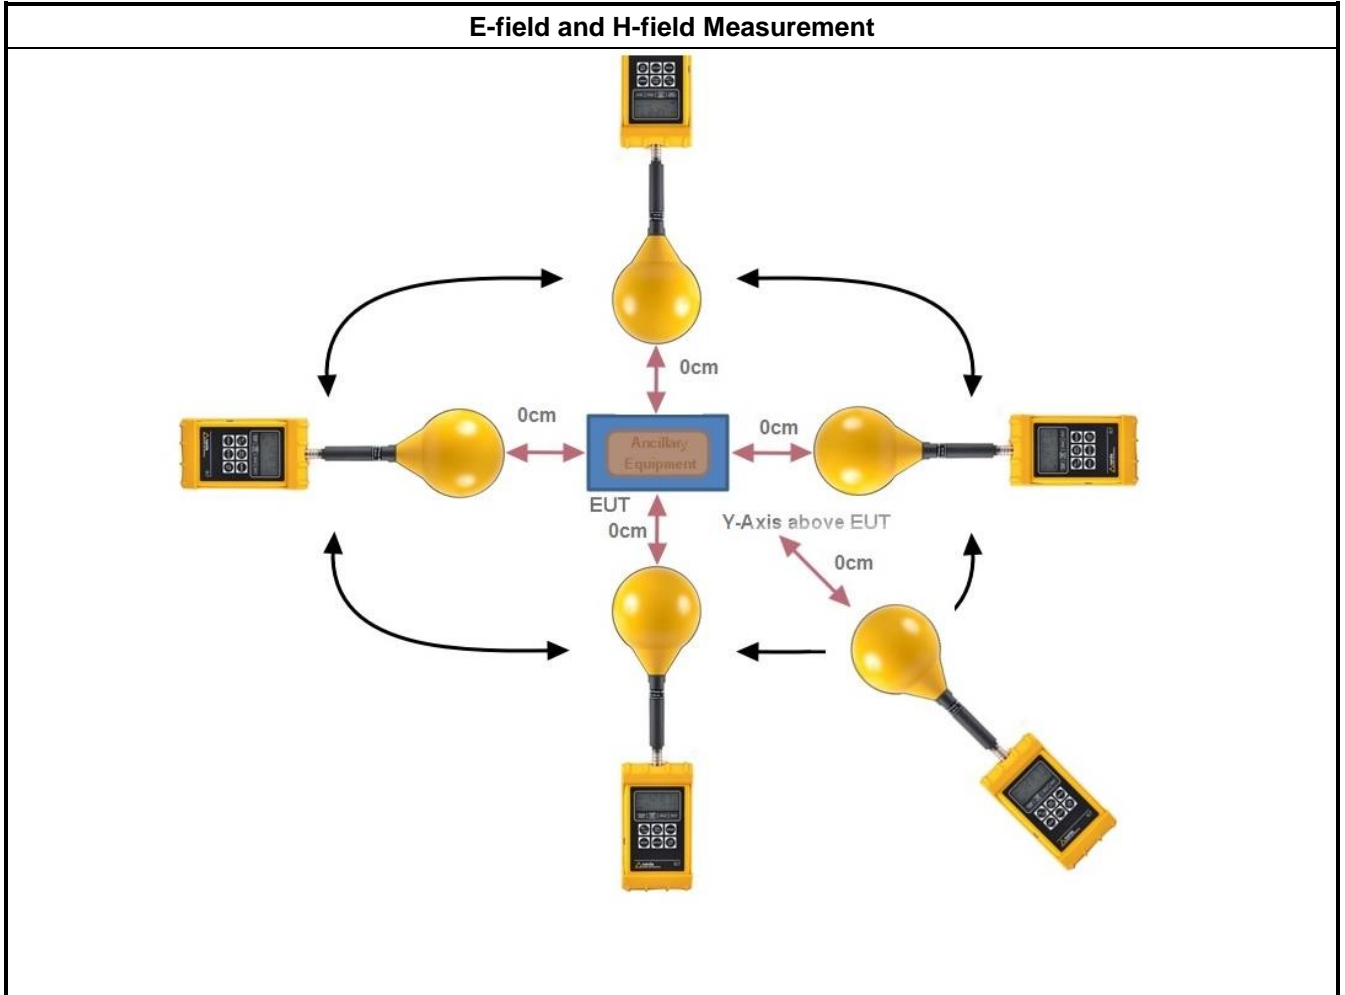 E-field and H-field Measurement
0cm
0cm
0cm
Ancillary
Equipment
EUT
0cm
Y-Axis above EUT
0cm